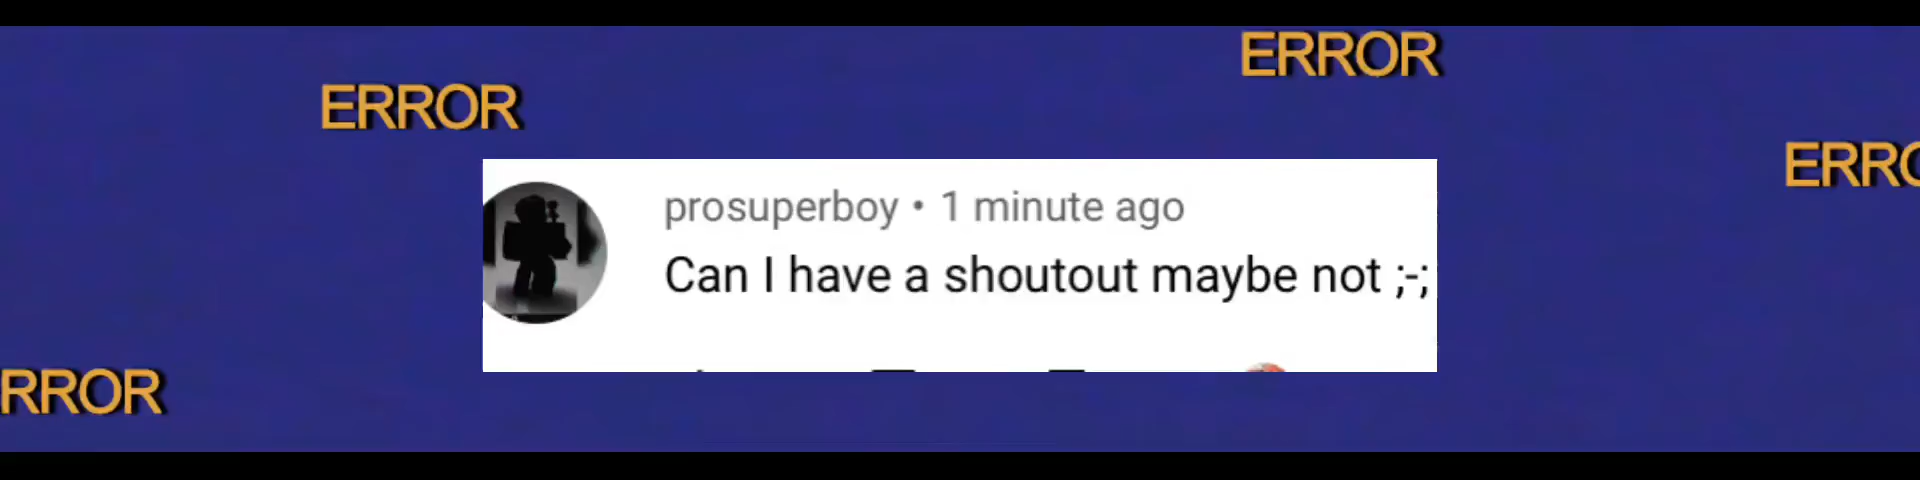 ERROR
ERROR
ERRO
prosuperboy • 1 minute ago
Can I have a shoutout maybe not ;-;
RROR